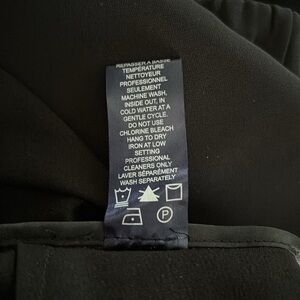 REPASSER À BASSE
TEMPÉRATURE
NETTOYEUR
PROFESSIONNEL
SEULEMENT
MACHINE WASH,
INSIDE OUT, IN
COLD WATER AT A
GENTLE CYCLE.
DO NOT USE
CHLORINE BLEACH
HANG TO DRY
IRON AT LOW
SETTING
PROFESSIONAL
CLEANERS ONLY
LAVER SÉPARÉMENT
WASH SEPARATELY
P